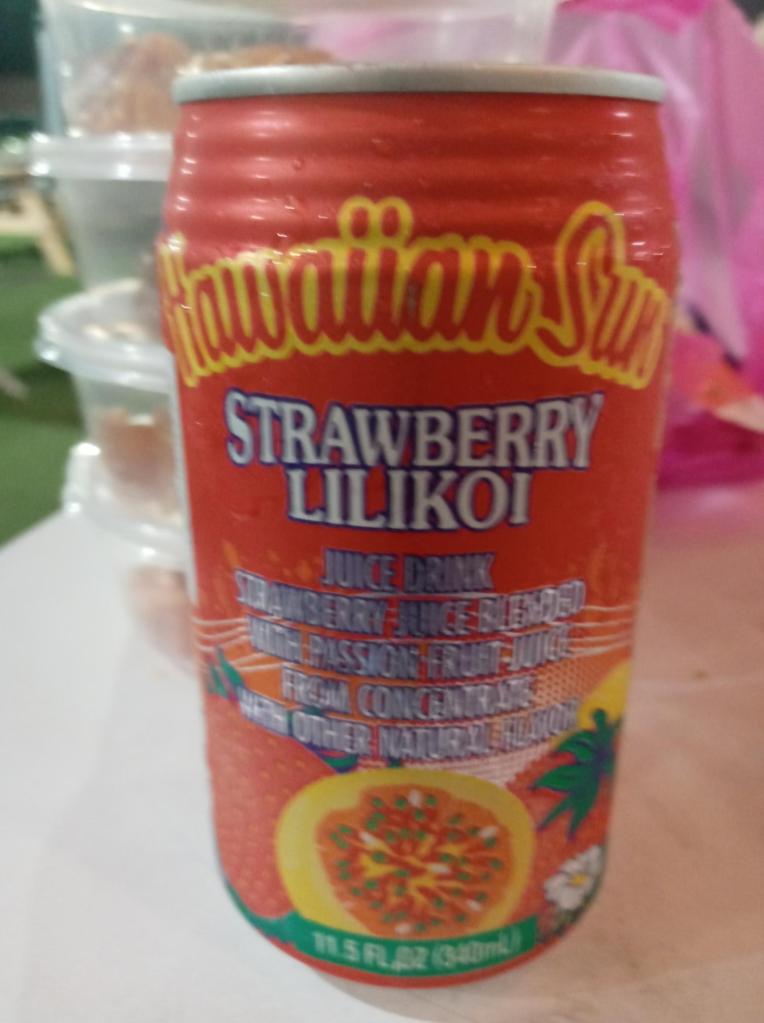 Hawaiian Sun
STRAWBERRY
LILIKOI
JUICE DRINK
STRAWBERRY JUICE BLENDED
WITH PASSION FRUIT JUICE
FROM CONCENTRATE
WITH OTHER NATURAL FLAVOR
11.5 FL.OZ (340mL)